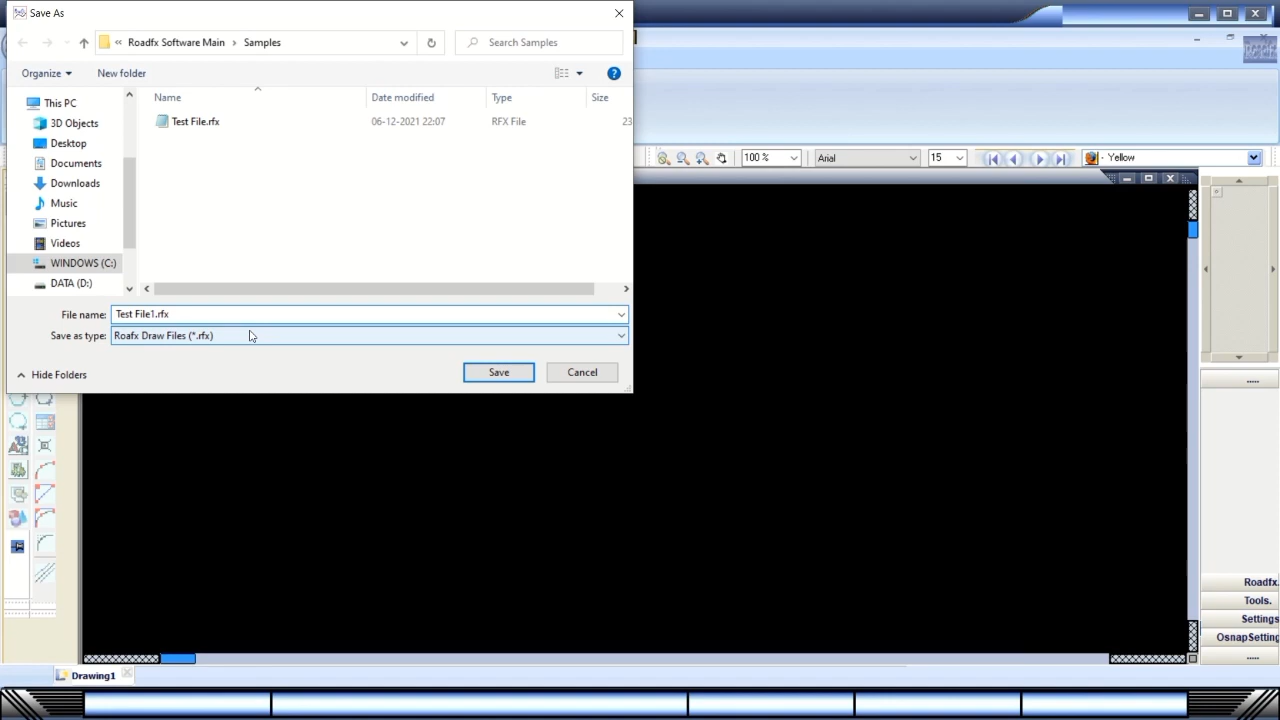 Save As
« Roadfx Software Main > Samples
Search Samples
Organize
New folder
Name
Date modified
Type
Size
This PC
Test File.rfx
06-12-2021 22:07
RFX File
23
3D Objects
Desktop
Documents
100 %
Arial
15
- Yellow
Downloads
Music
Pictures
Videos
WINDOWS (C:)
DATA (D:)
File name:
Test File1.rfx
Save as type:
Roafx Draw Files (*.rfx)
Save
Cancel
Hide Folders
.....
Roadfx.
Tools.
Settings
OsnapSetting
.....
Drawing1